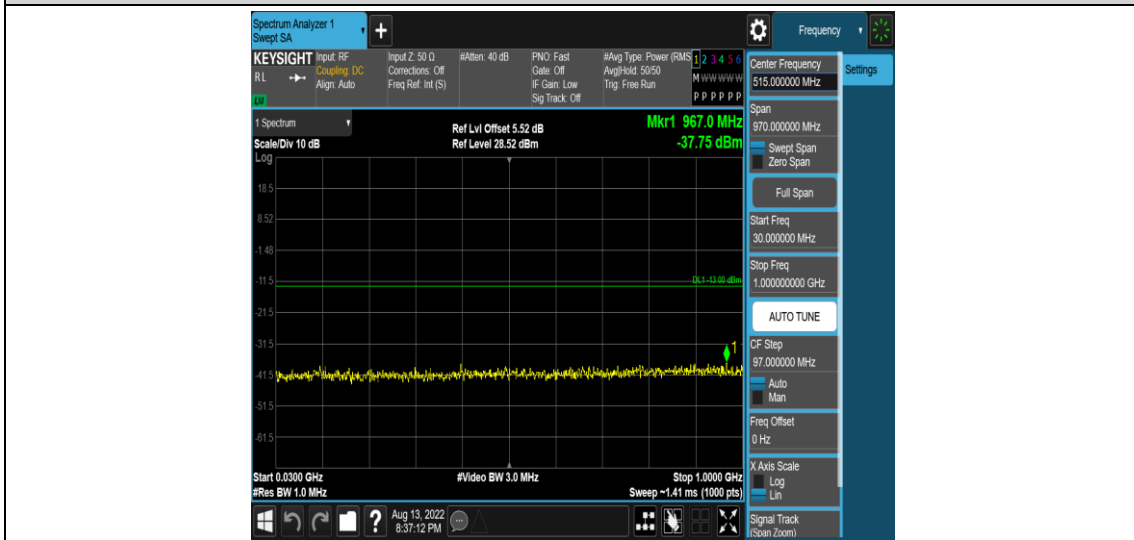 Spectrum Analyzer 1
Swept SA
Frequency
KEYSIGHT
RL
LXI
Input: RF
Coupling: DC
Align: Auto
Input Z: 50 Ω
Corrections: Off
Freq Ref: Int (S)
#Atten: 40 dB
PNO: Fast
Gate: Off
IF Gain: Low
Sig Track: Off
#Avg Type: Power (RMS
Avg|Hold: 50/50
Trig: Free Run
1 2 3 4 5 6
M W W W W W
P P P P P P
1 Spectrum
Scale/Div 10 dB
Ref Lvl Offset 5.52 dB
Ref Level 28.52 dBm
Mkr1 967.0 MHz
-37.75 dBm
Log
18.5
8.52
-1.48
-11.5
-21.5
-31.5
-41.5
-51.5
-61.5
DL1 -13.00 dBm
1
Start 0.0300 GHz
#Res BW 1.0 MHz
#Video BW 3.0 MHz
Stop 1.0000 GHz
Sweep ~1.41 ms (1000 pts)
Aug 13, 2022
8:37:12 PM
Center Frequency
515.000000 MHz
Settings
Span
970.000000 MHz
Swept Span
Zero Span
Full Span
Start Freq
30.000000 MHz
Stop Freq
1.000000000 GHz
AUTO TUNE
CF Step
97.000000 MHz
Auto
Man
Freq Offset
0 Hz
X Axis Scale
Log
Lin
Signal Track
(Span Zoom)